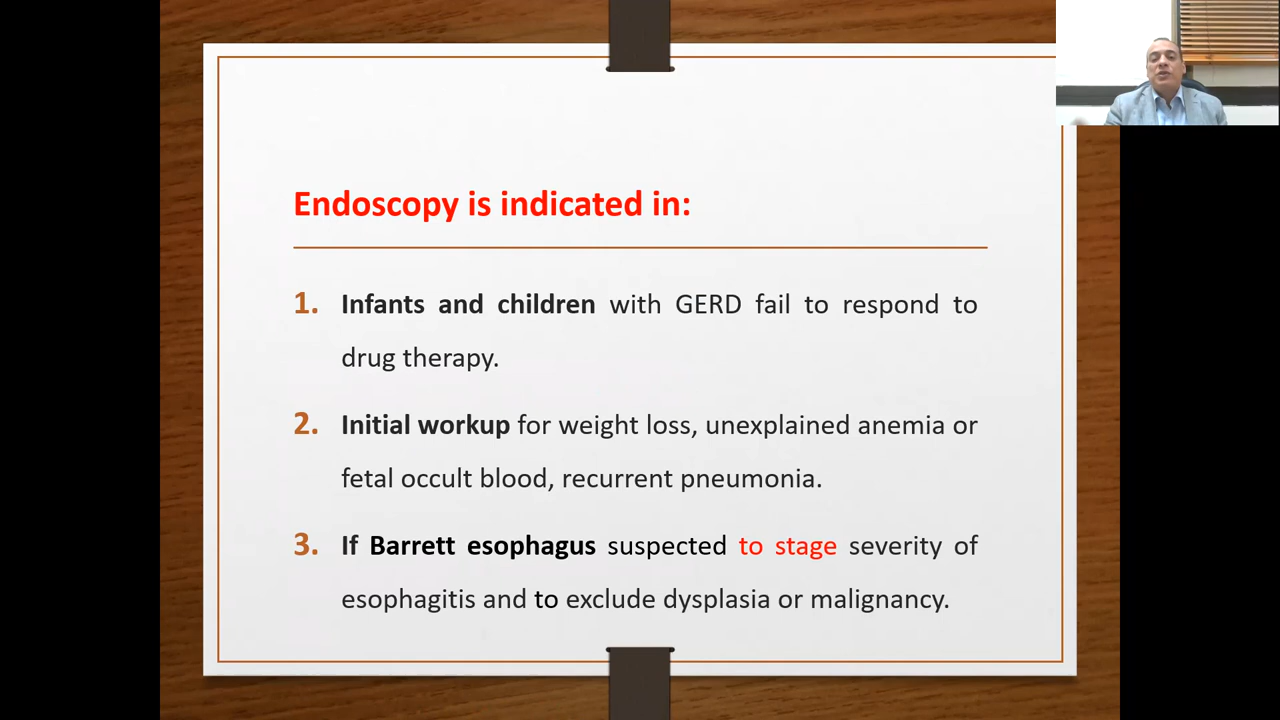 Endoscopy is indicated in:
1. Infants and children with GERD fail to respond to
drug therapy.
2. Initial workup for weight loss, unexplained anemia or
fetal occult blood, recurrent pneumonia.
3. If Barrett esophagus suspected to stage severity of
esophagitis and to exclude dysplasia or malignancy.